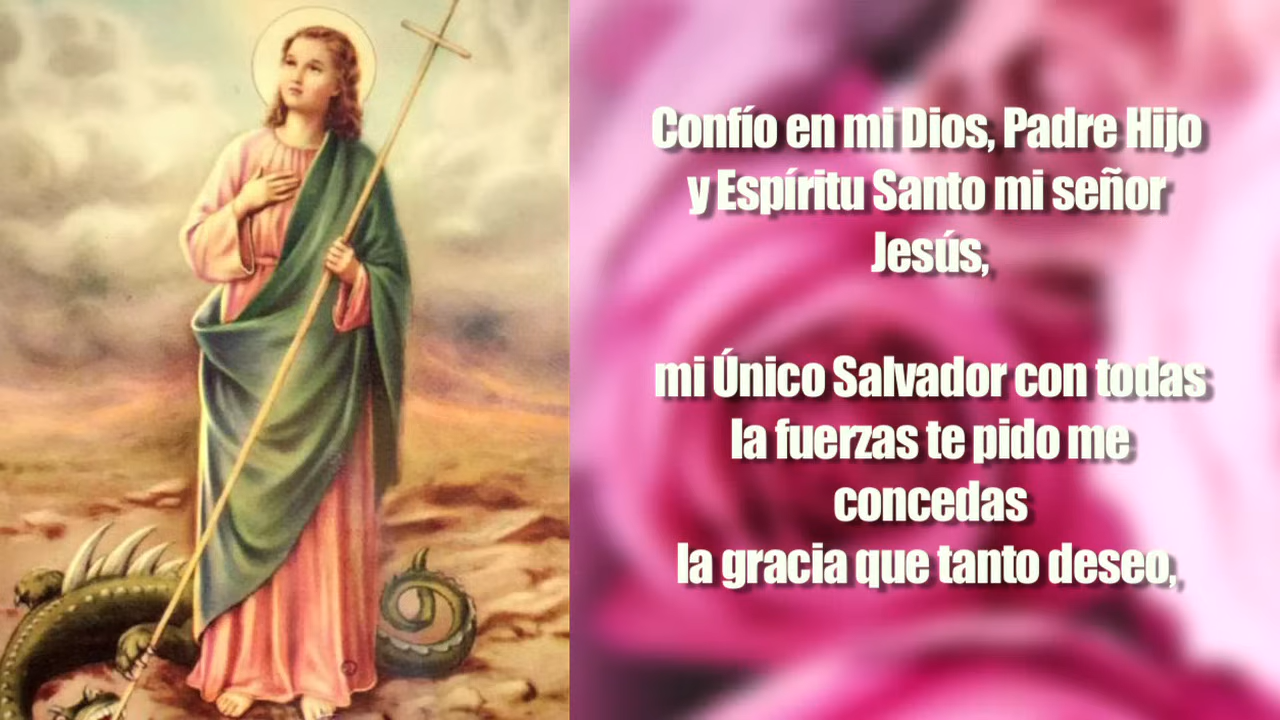 Confío en mi Dios, Padre Hijo
y Espíritu Santo mi señor
Jesús,
mi Único Salvador con todas
la fuerzas te pido me
concedas
la gracia que tanto deseo,